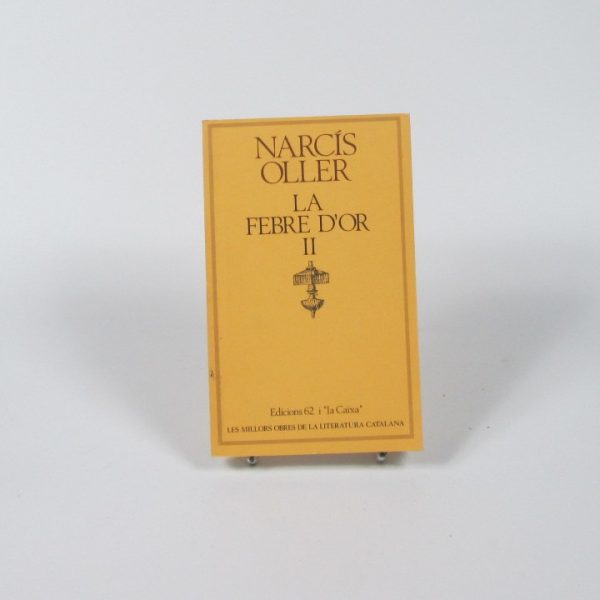 NARCÍS
OLLER
LA
FEBRE D'OR
II
Edicions 62 i "la Caixa"
LES MILLORS OBRES DE LA LITERATURA CATALANA